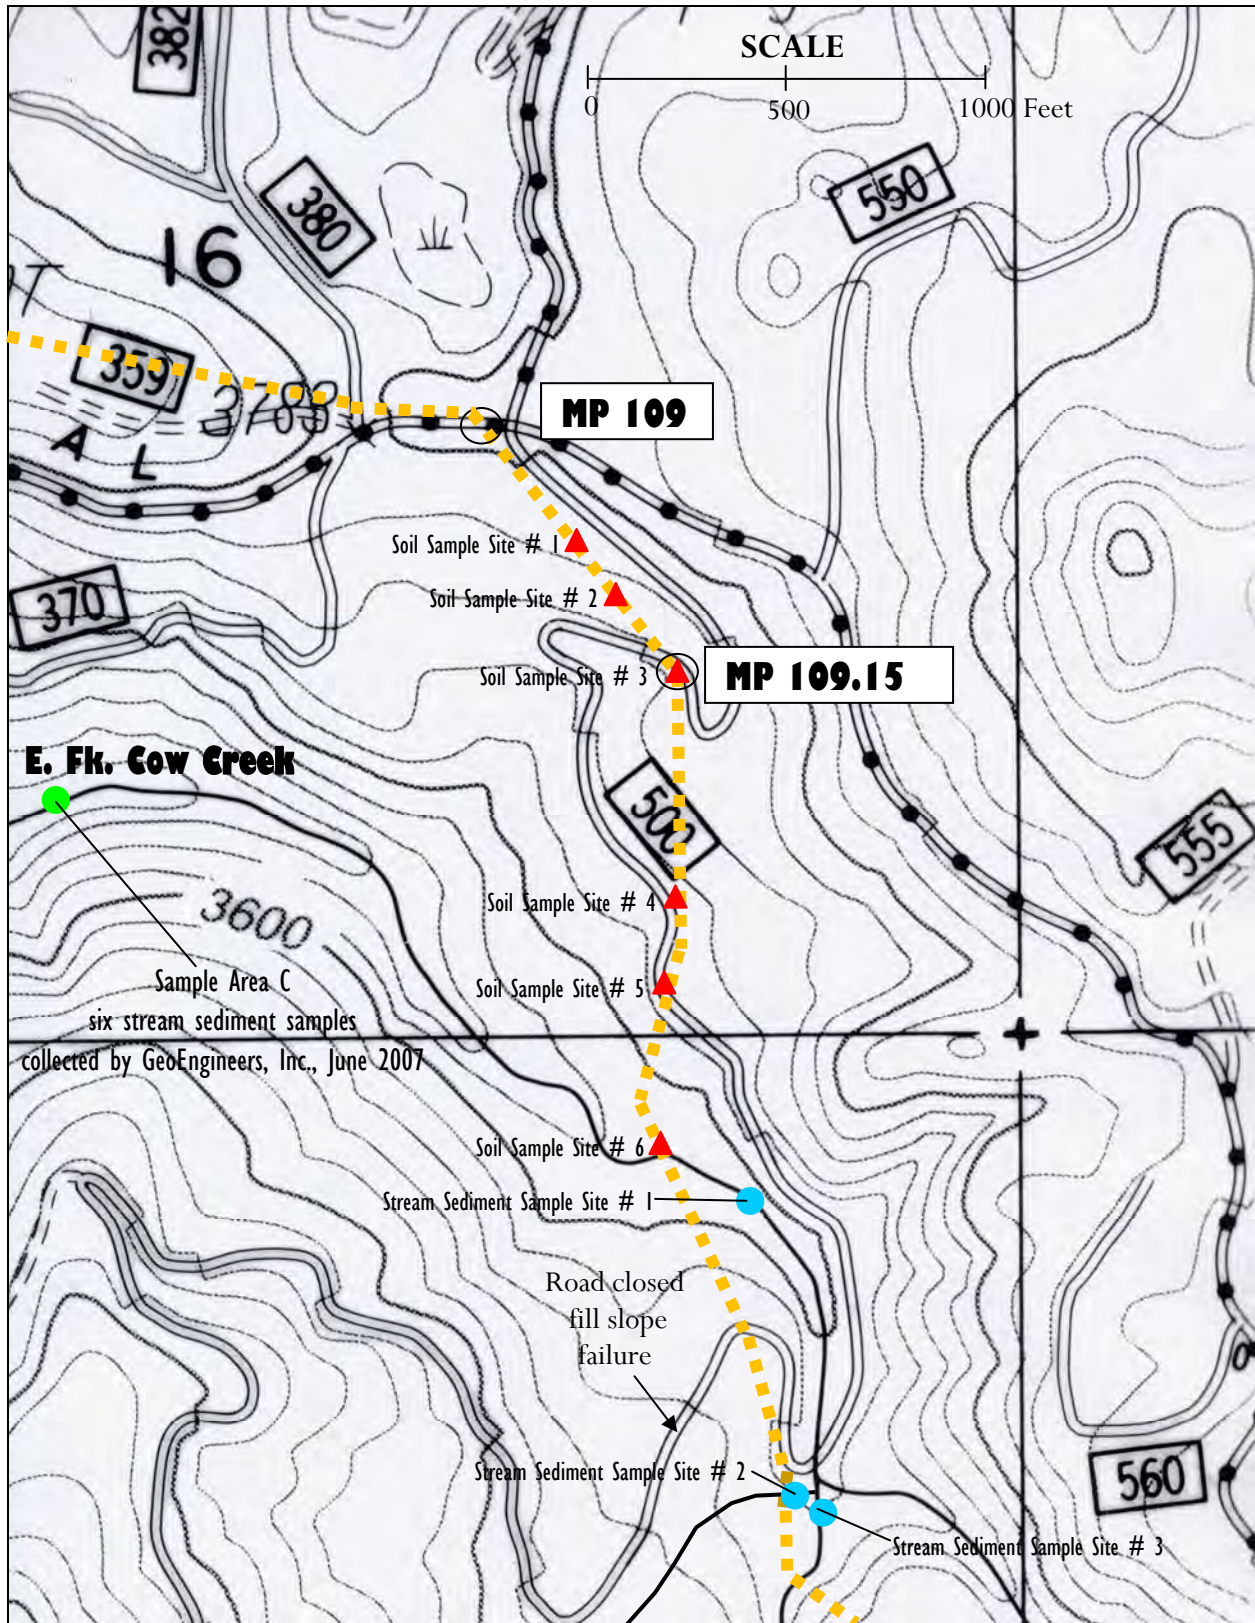 SCALE
0 500 1000 Feet
382
380
550
16
T
359
3783
A L
MP 109
Soil Sample Site # 1
370
Soil Sample Site # 2
Soil Sample Site # 3
MP 109.15
E. Fk. Cow Creek
500
555
3600
Soil Sample Site # 4
Sample Area C
six stream sediment samples
collected by GeoEngineers, Inc., June 2007
Soil Sample Site # 5
Soil Sample Site # 6
Stream Sediment Sample Site # 1
Road closed
fill slope
failure
Stream Sediment Sample Site # 2
560
Stream Sediment Sample Site # 3